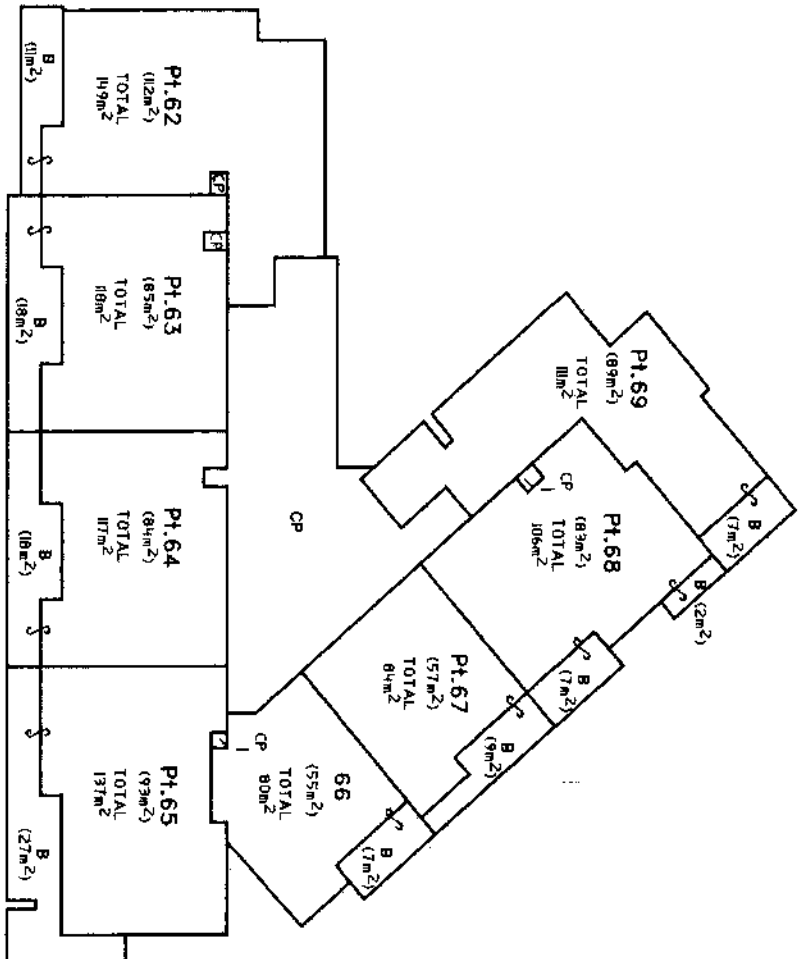 Pt.62
(112m²)
TOTAL
149m²
B
(11m²)
CP
Pt.63
(85m²)
TOTAL
118m²
B
(18m²)
CP
Pt.64
(84m²)
TOTAL
117m²
B
(18m²)
CP
Pt.65
(93m²)
TOTAL
137m²
B
(27m²)
CP
66
(55m²)
TOTAL
80m²
B
(7m²)
Pt.67
(57m²)
TOTAL
84m²
B
(9m²)
Pt.68
(83m²)
TOTAL
106m²
B
(7m²)
B
(2m²)
CP
Pt.69
(89m²)
TOTAL
111m²
B
(7m²)